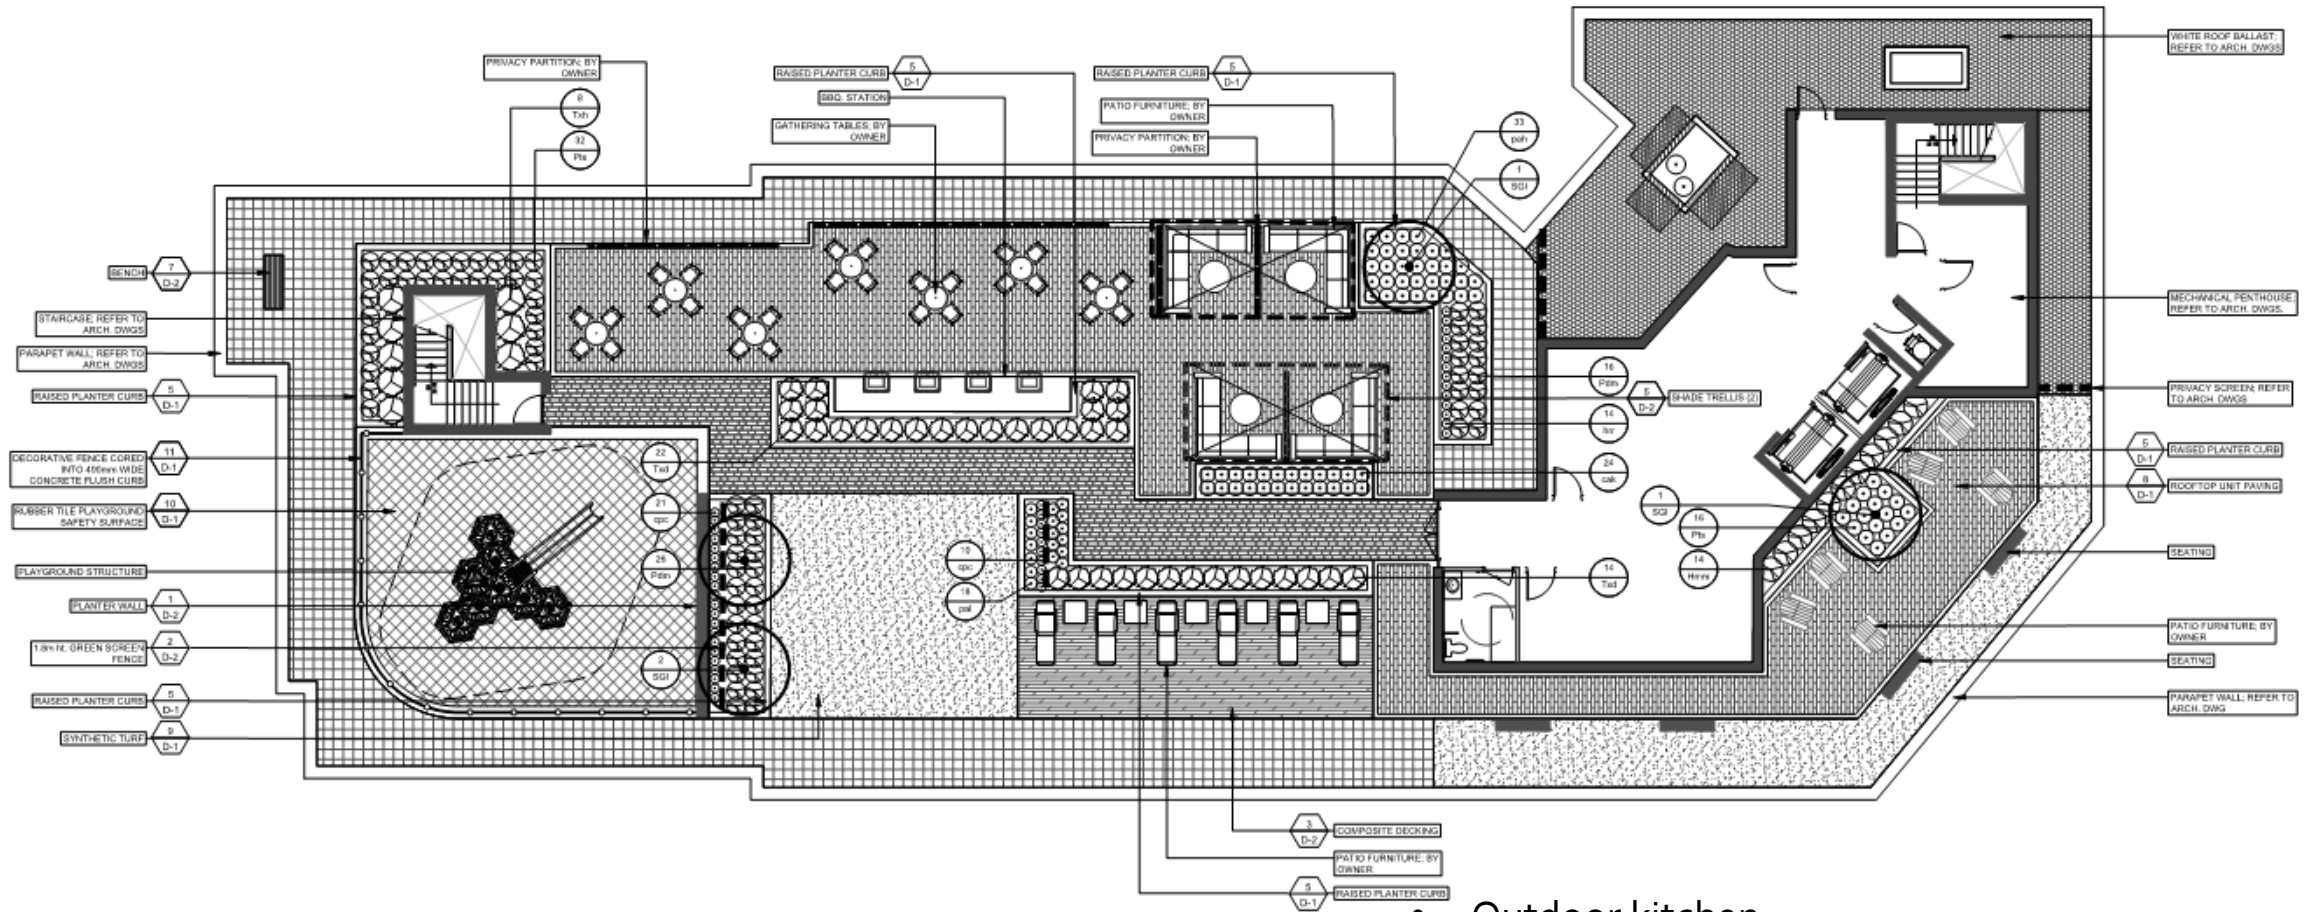 PRIVACY PARTITION; BY
OWNER
8
Txh
32
Pts
RAISED PLANTER CURB
5
D-1
BBQ. STATION
GATHERING TABLES; BY
OWNER
RAISED PLANTER CURB
5
D-1
PATIO FURNITURE; BY
OWNER
PRIVACY PARTITION; BY
OWNER
33
pah
1
SGI
WHITE ROOF BALLAST;
REFER TO ARCH. DWGS
BENCH
7
D-2
STAIRCASE; REFER TO
ARCH. DWGS
PARAPET WALL; REFER TO
ARCH. DWGS
RAISED PLANTER CURB
5
D-1
DECORATIVE FENCE CORED
INTO 400mm WIDE
CONCRETE FLUSH CURB
11
D-1
RUBBER TILE PLAYGROUND
SAFETY SURFACE
10
D-1
PLAYGROUND STRUCTURE
PLANTER WALL
1
D-2
1.8m ht. GREEN SCREEN
FENCE
2
D-2
RAISED PLANTER CURB
5
D-1
SYNTHETIC TURF
9
D-1
22
Txd
21
cpc
26
Pdm
2
SGI
10
cpc
18
pal
16
Pdm
14
24
cak
14
Txd
5
D-2
SHADE TRELLIS (2)
1
SGI
16
Pts
14
Hmm
MECHANICAL PENTHOUSE;
REFER TO ARCH. DWGS.
PRIVACY SCREEN; REFER
TO ARCH. DWGS
5
D-1
RAISED PLANTER CURB
8
D-1
ROOFTOP UNIT PAVING
SEATING
PATIO FURNITURE; BY
OWNER
SEATING
PARAPET WALL; REFER TO
ARCH. DWG
3
D-2
COMPOSITE DECKING
PATIO FURNITURE; BY
OWNER
5
D-1
RAISED PLANTER CURB
• Outdoor kitchen